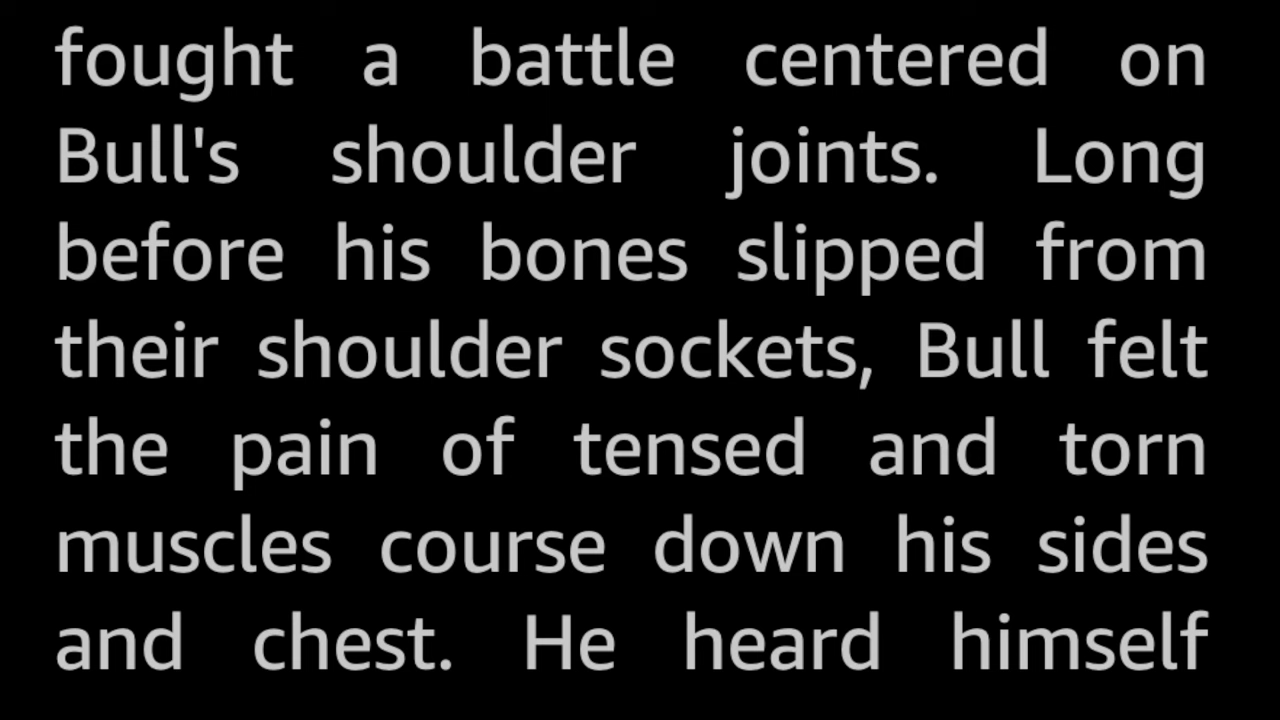 fought a battle centered on
Bull's shoulder joints. Long
before his bones slipped from
their shoulder sockets, Bull felt
the pain of tensed and torn
muscles course down his sides
and chest. He heard himself